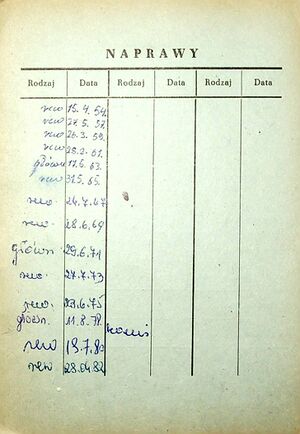 NAPRAWY
Rodzaj Data Rodzaj Data Rodzaj Data
rew 15.4.54.
rew 27.5.57.
rew 26.3.59.
rew 28.2.61.
główn 17.6.63.
rew 31.5.65.
rew. 24.7.67.
rew. 28.6.69
główn. 29.6.71
rew. 27.7.73
rew. 23.6.75
główn. 11.8.78
rew 19.7.80
rew 28.04.82